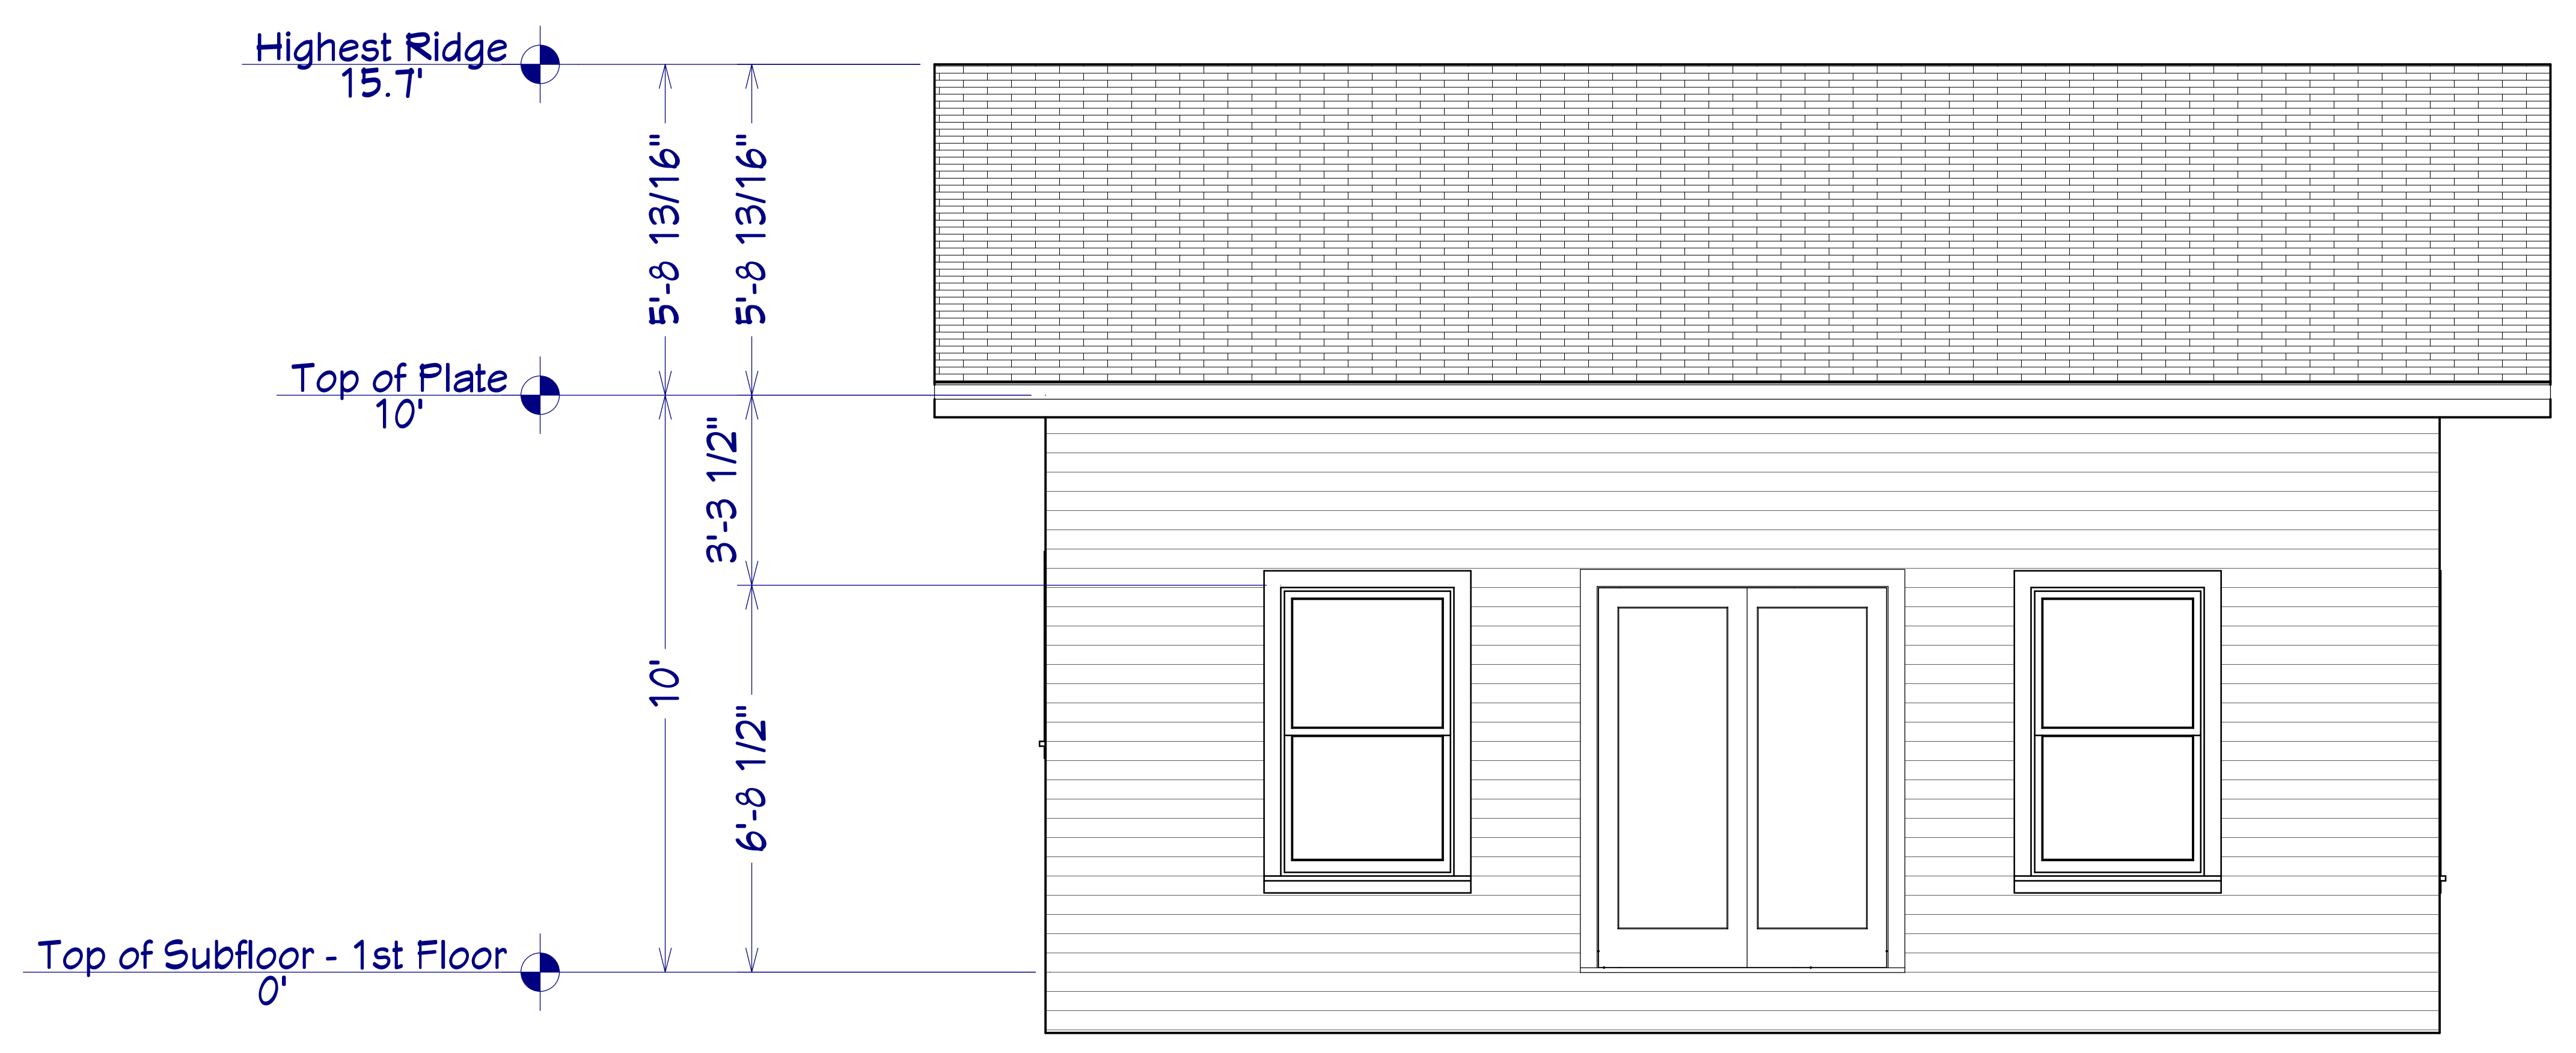 Highest Ridge
15.7'
5'-8 13/16"
5'-8 13/16"
Top of Plate
10'
3'-3 1/2"
10'
6'-8 1/2"
Top of Subfloor - 1st Floor
0'